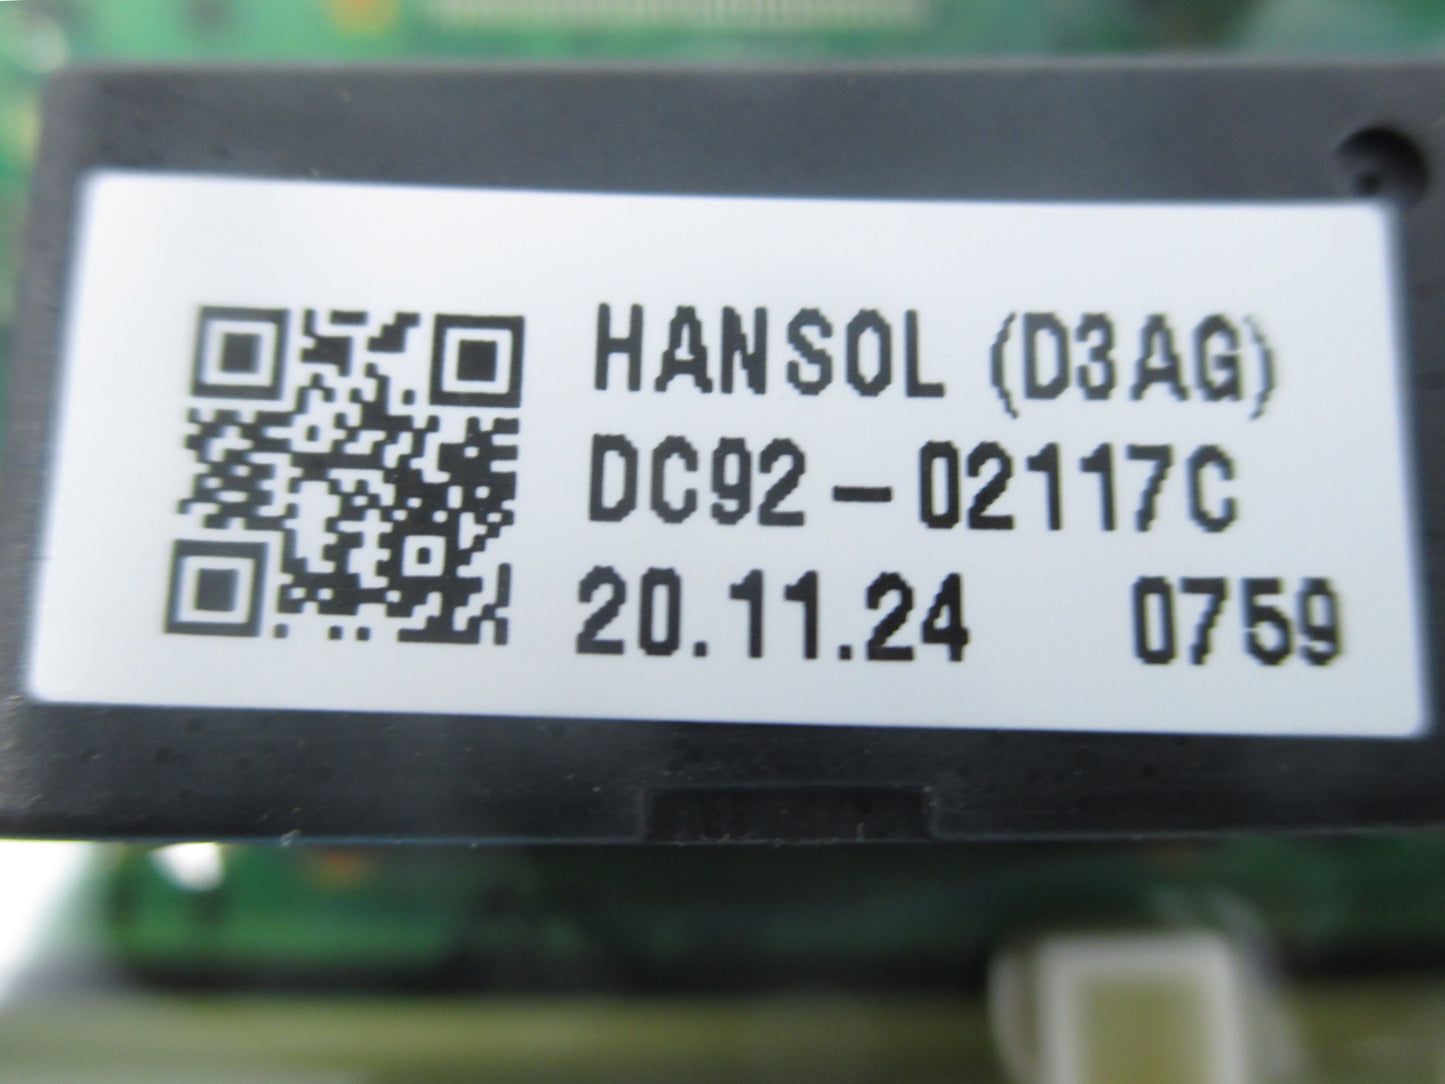 HANSOL (D3AG)
DC92-02117C
20.11.24 0759